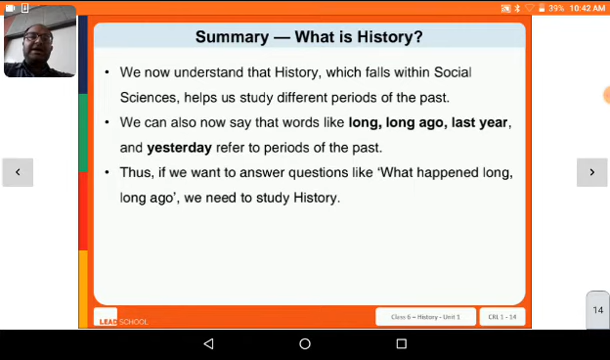 39% 10:42 AM
Summary — What is History?
• We now understand that History, which falls within Social
Sciences, helps us study different periods of the past.
• We can also now say that words like long, long ago, last year,
and yesterday refer to periods of the past.
• Thus, if we want to answer questions like ‘What happened long,
long ago’, we need to study History.
14
LEAD SCHOOL
Class 6 – History - Unit 1
CRL 1 - 14